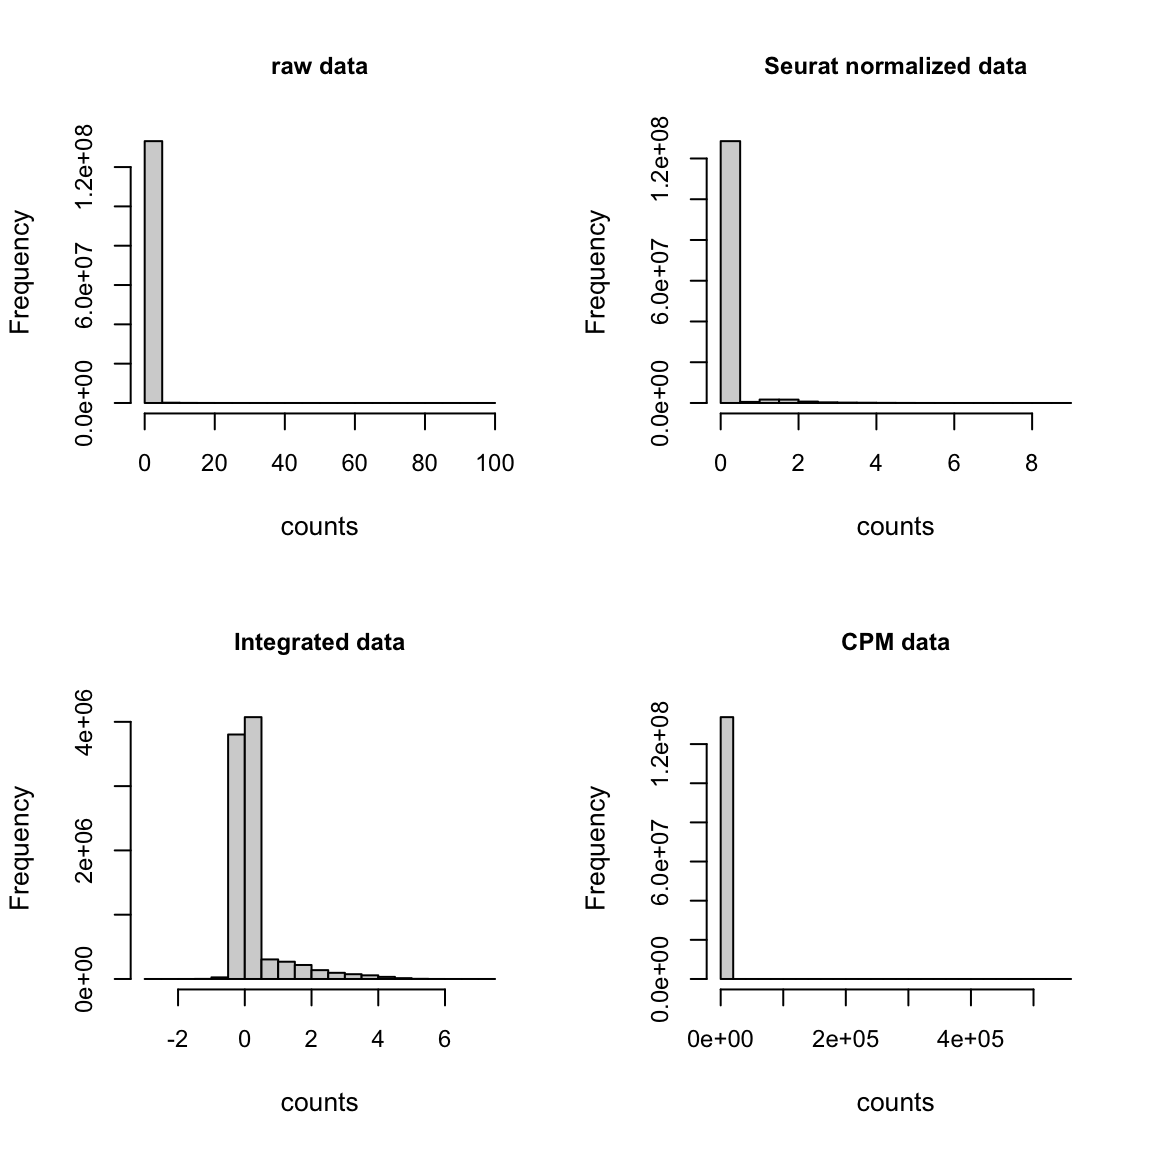 raw data
Frequency
1.2e+08
6.0e+07
0.0e+00
0 20 40 60 80 100
counts
Seurat normalized data
Frequency
1.2e+08
6.0e+07
0.0e+00
0 2 4 6 8
counts
Integrated data
Frequency
4e+06
2e+06
0e+00
-2 0 2 4 6
counts
CPM data
Frequency
1.2e+08
6.0e+07
0.0e+00
0e+00 2e+05 4e+05
counts